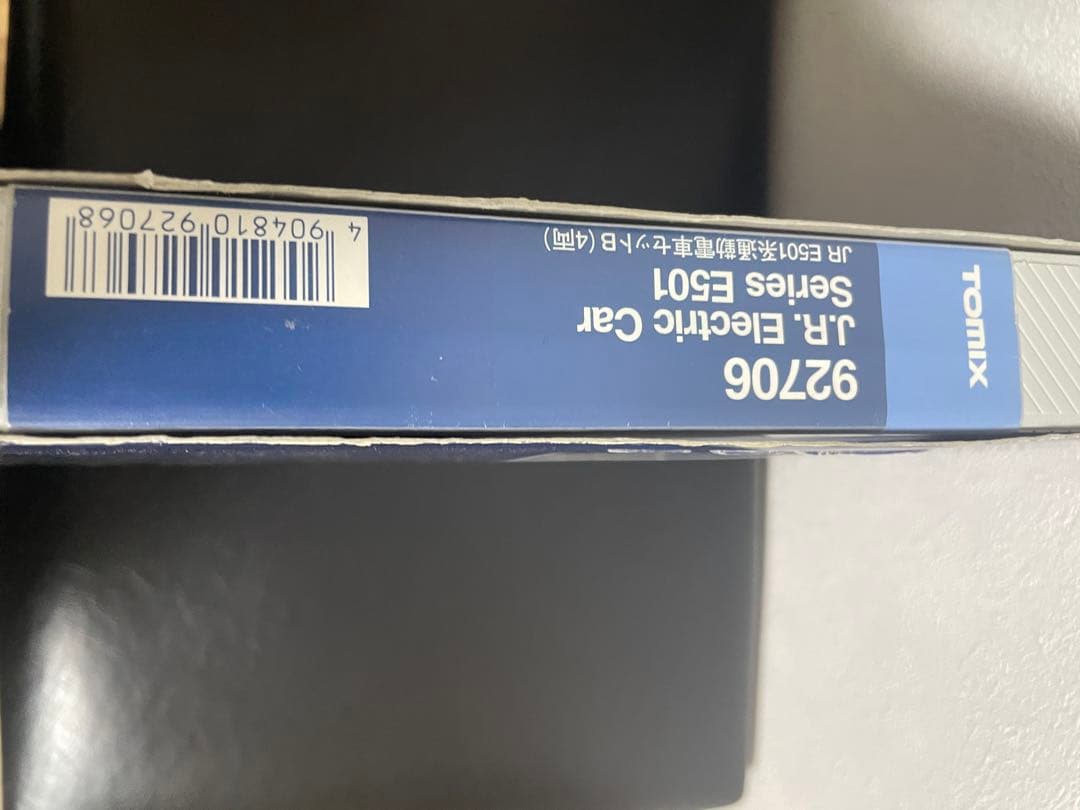 TOMIX
92706
J.R. Electric Car
Series E501
JR E501系通勤電車セットB (4両)
4 904810 927068